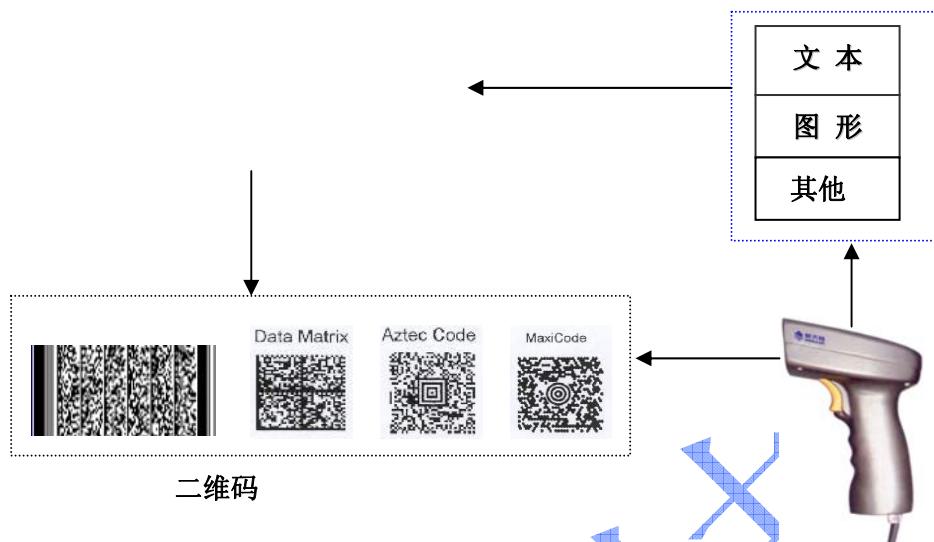 文 本
图 形
其他
Data Matrix
Aztec Code
MaxiCode
二维码